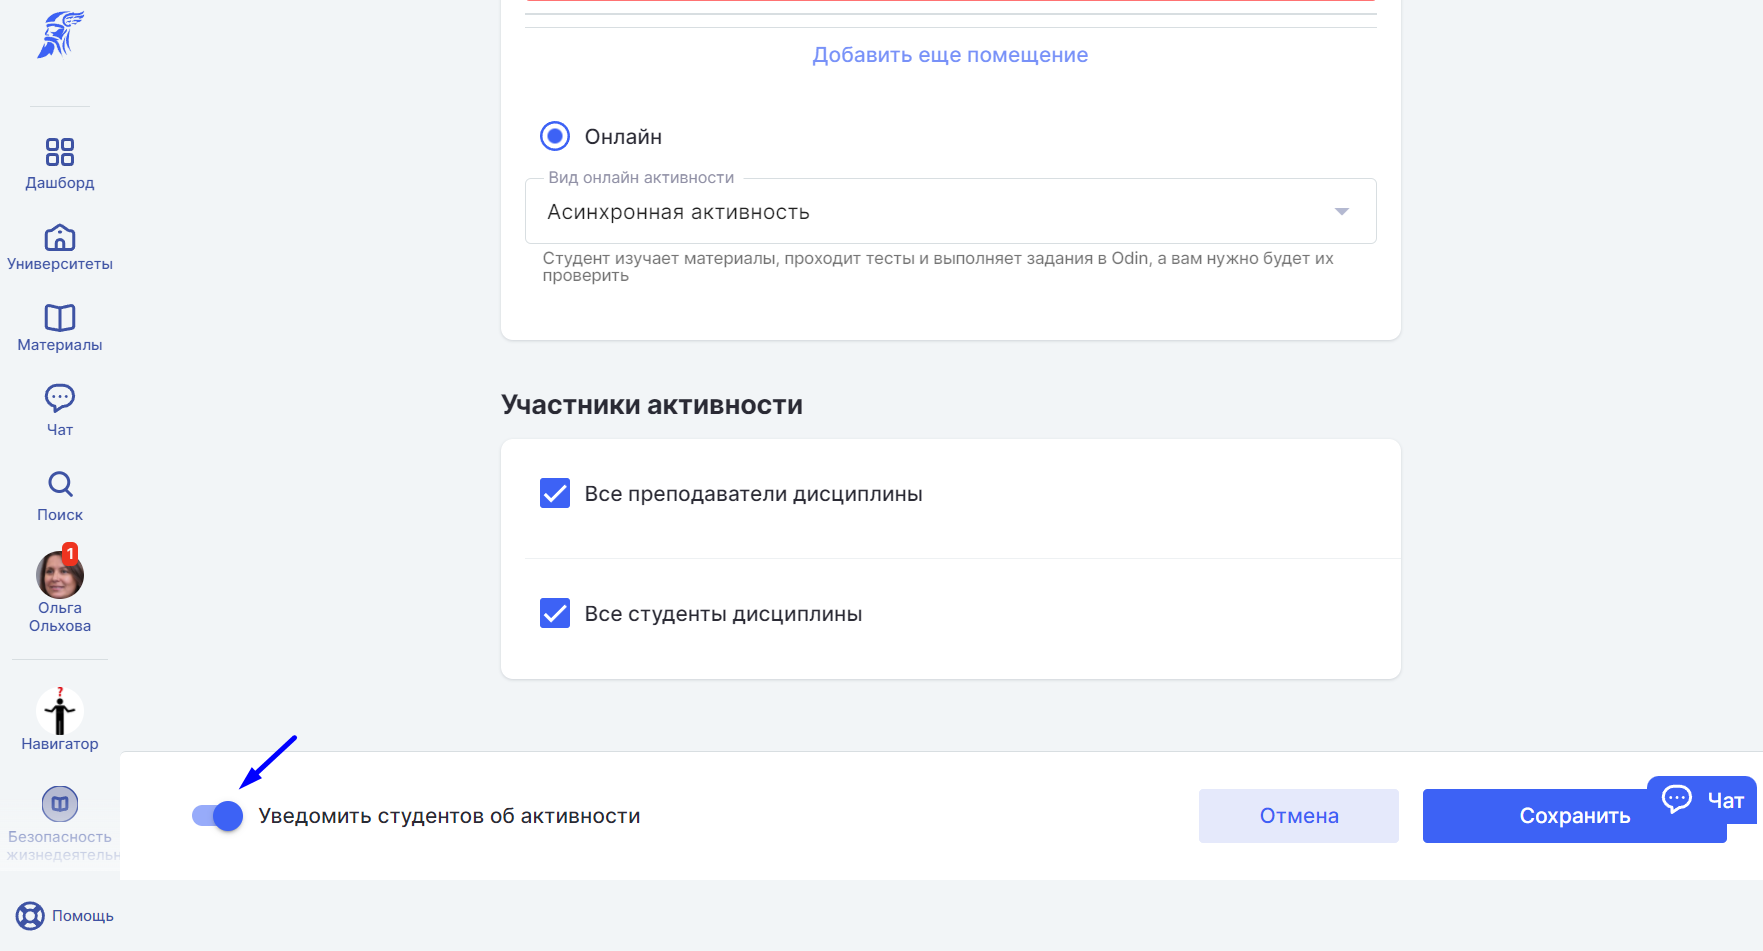 Добавить еще помещение
Онлайн
Вид онлайн активности
Асинхронная активность
Студент изучает материалы, проходит тесты и выполняет задания в Odin, а вам нужно будет их
проверить
Участники активности
Все преподаватели дисциплины
Все студенты дисциплины
Уведомить студентов об активности
Отмена
Сохранить
Чат
Дашборд
Университеты
Материалы
Чат
Поиск
1
Ольга
Ольхова
?
Навигатор
Безопасность
жизнедеятельн
Помощь